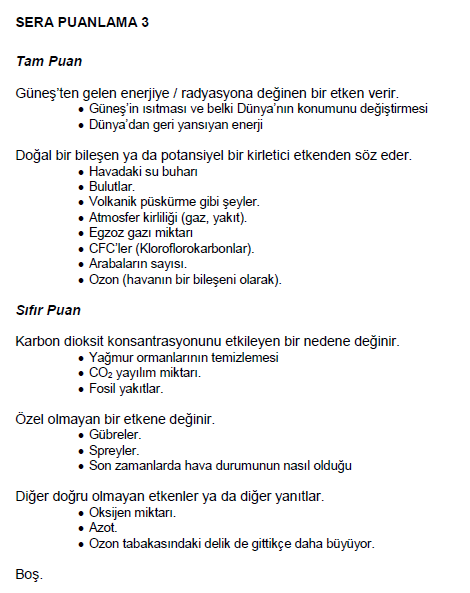 SERA PUANLAMA 3
Tam Puan
Güneş'ten gelen enerjiye / radyasyona değinen bir etken verir.
• Güneş'in ısıtması ve belki Dünya'nın konumunu değiştirmesi
• Dünya'dan geri yansıyan enerji
Doğal bir bileşen ya da potansiyel bir kirletici etkenden söz eder.
• Havadaki su buharı
• Bulutlar.
• Volkanik püskürme gibi şeyler.
• Atmosfer kirliliği (gaz, yakıt).
• Egzoz gazı miktarı
• CFC'ler (Kloroflorokarbonlar).
• Arabaların sayısı.
• Ozon (havanın bir bileşeni olarak).
Sıfır Puan
Karbon dioksit konsantrasyonunu etkileyen bir nedene değinir.
• Yağmur ormanlarının temizlemesi
• CO₂ yayılım miktarı.
• Fosil yakıtlar.
Özel olmayan bir etkene değinir.
• Gübreler.
• Spreyler.
• Son zamanlarda hava durumunun nasıl olduğu
Diğer doğru olmayan etkenler ya da diğer yanıtlar.
• Oksijen miktarı.
• Azot.
• Ozon tabakasındaki delik de gittikçe daha büyüyor.
Boş.